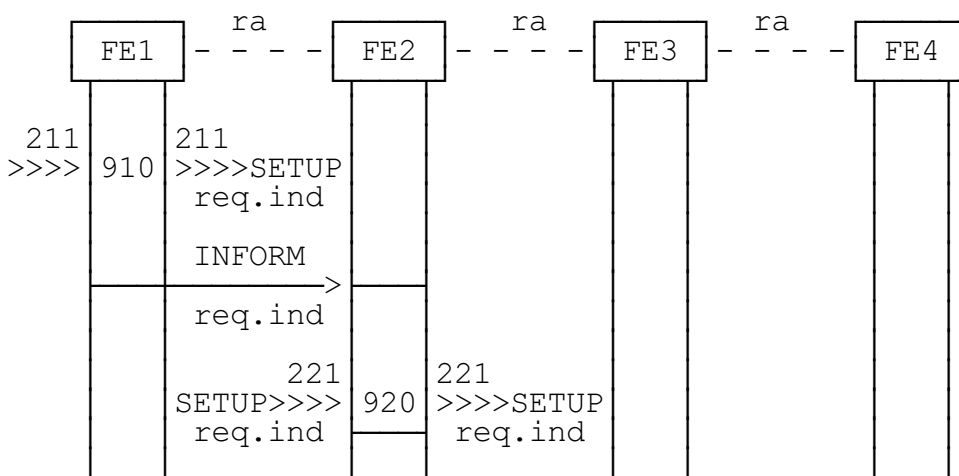 ra ra ra
FE1 FE2 FE3 FE4
211 211
>>>> 910 >>>>SETUP
req.ind
INFORM
>
req.ind
221 221
SETUP>>>> 920 >>>>SETUP
req.ind req.ind